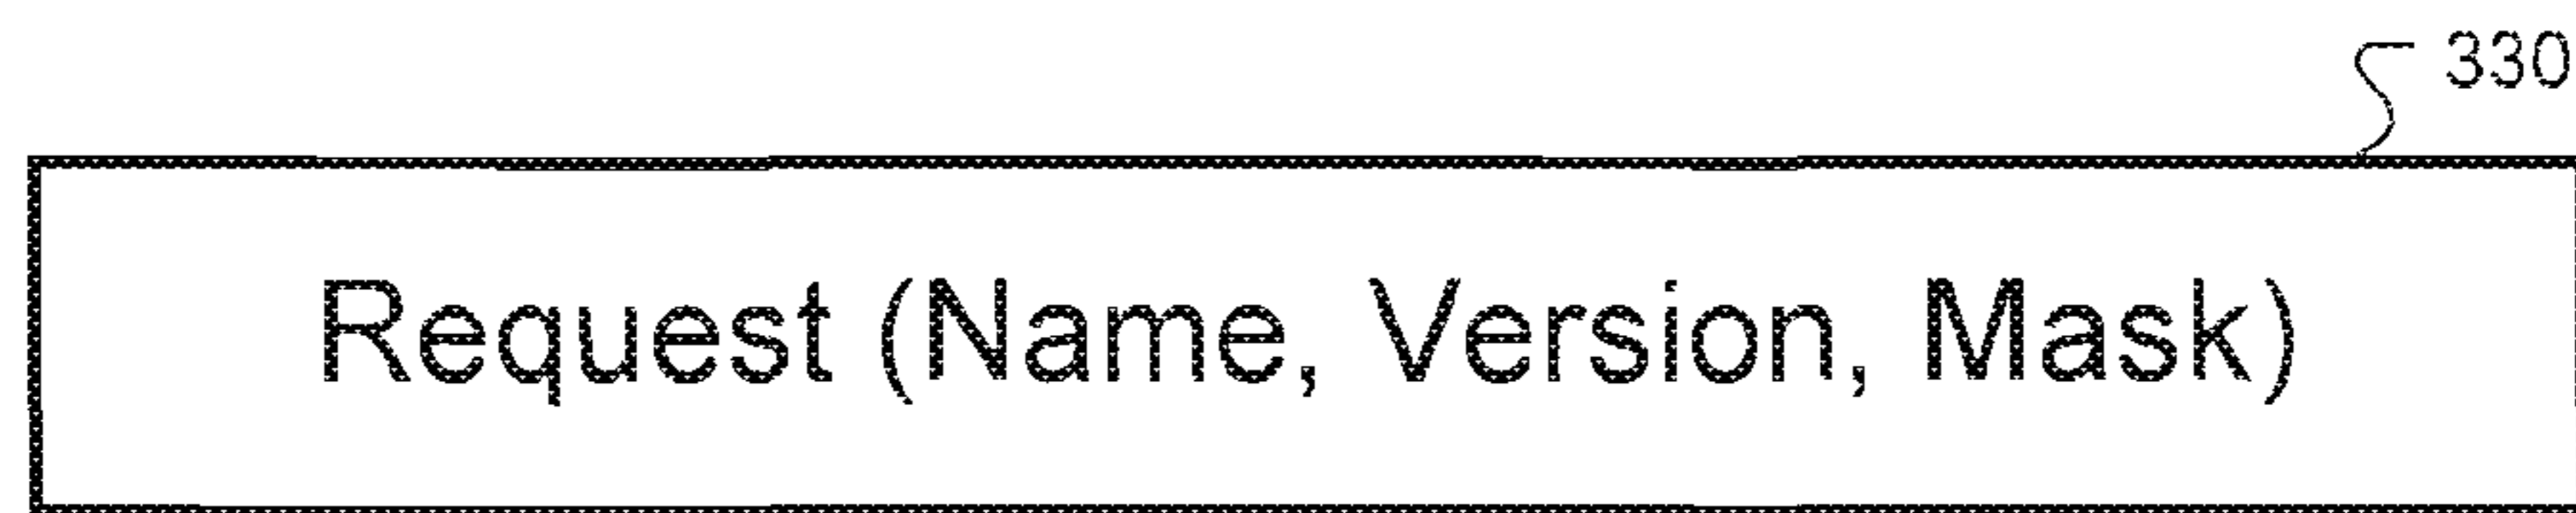 330
Request (Name, Version, Mask)